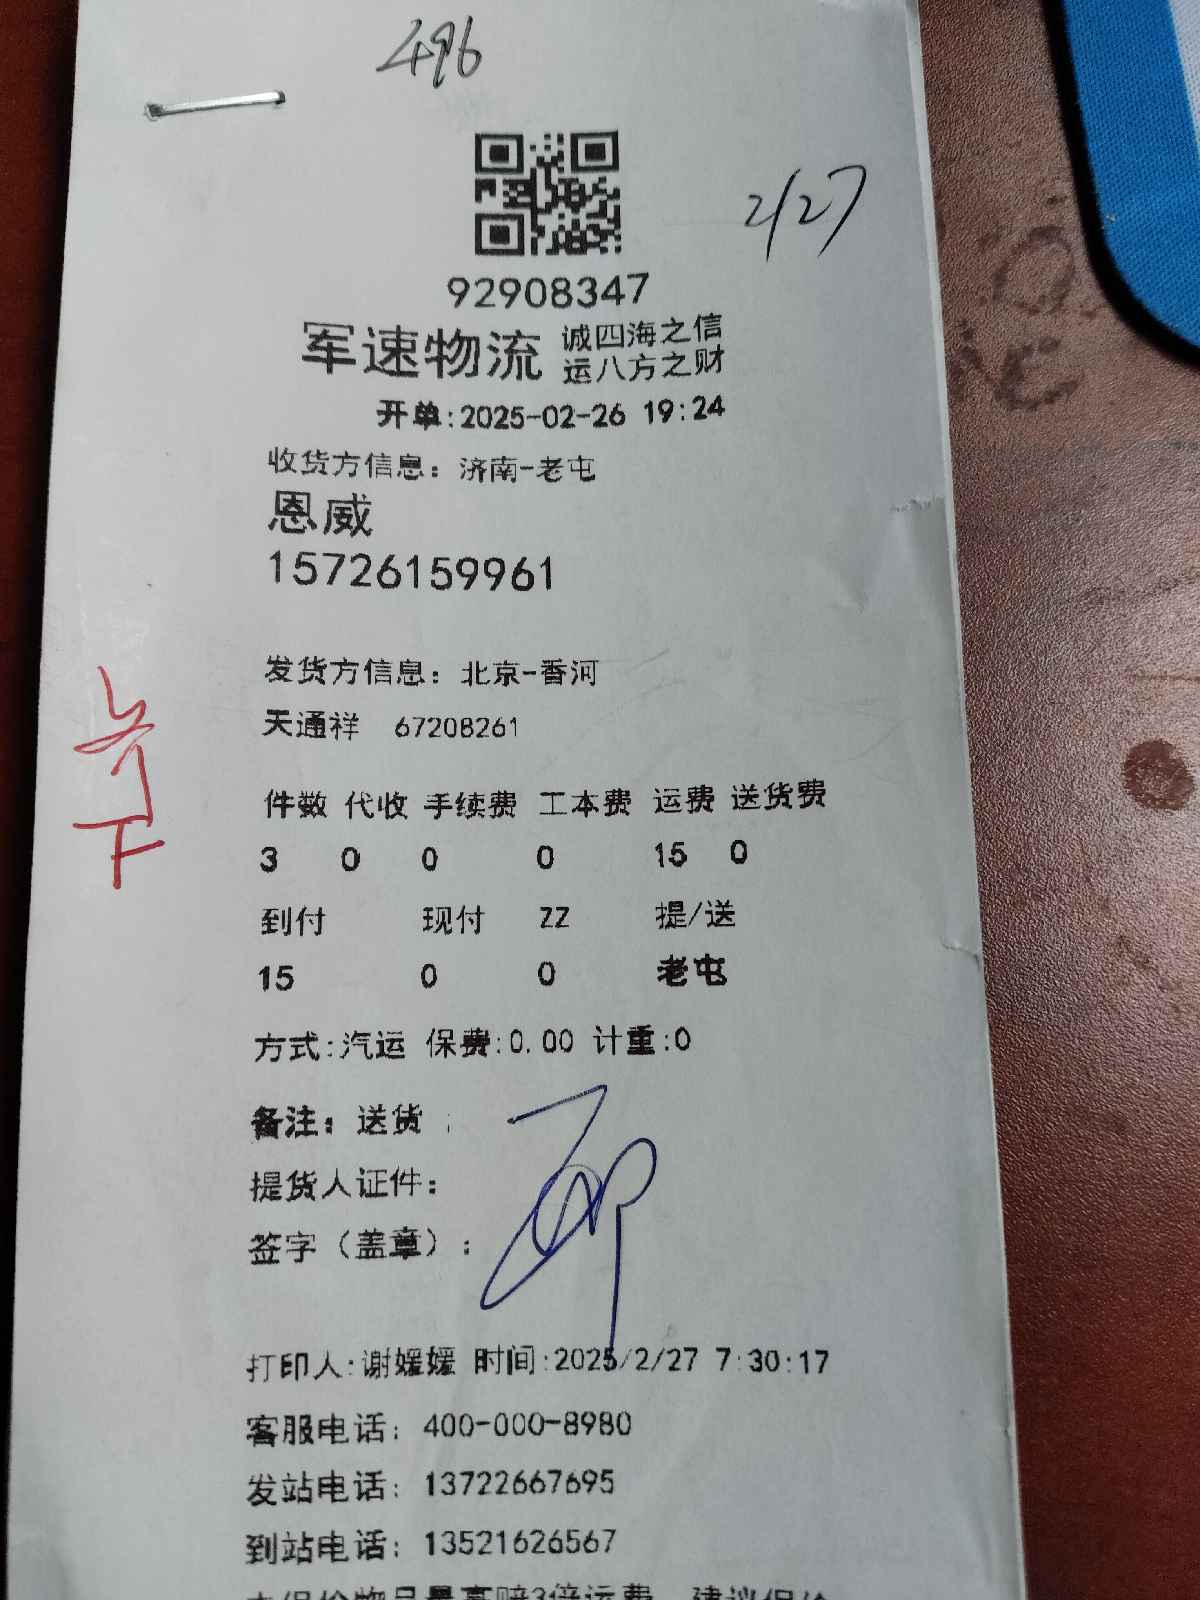 496
2/27
92908347
军速物流 诚四海之信
运八方之财
开单:2025-02-26 19:24
收货方信息：济南-老屯
恩威
15726159961
发货方信息：北京-香河
天通祥 67208261
件数 代收 手续费 工本费 运费 送货费
3 0 0 0 15 0
到付 现付 ZZ 提/送
15 0 0 老屯
方式:汽运 保费:0.00 计重:0
备注：送货
提货人证件：
签字（盖章）：
打印人:谢媛媛 时间:2025/2/27 7:30:17
客服电话：400-000-8980
发站电话：13722667695
到站电话：13521626567